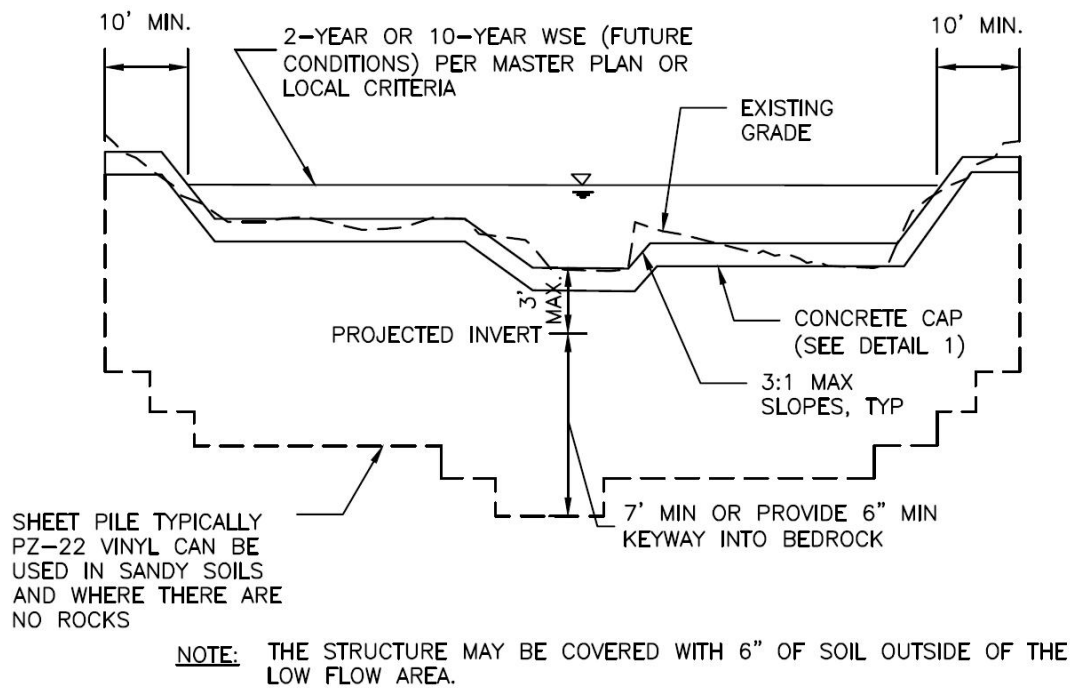 10' MIN.
2-YEAR OR 10-YEAR WSE (FUTURE
CONDITIONS) PER MASTER PLAN OR
LOCAL CRITERIA
10' MIN.
EXISTING
GRADE
3'
MAX.
PROJECTED INVERT
CONCRETE CAP
(SEE DETAIL 1)
3:1 MAX
SLOPES, TYP
7' MIN OR PROVIDE 6" MIN
KEYWAY INTO BEDROCK
SHEET PILE TYPICALLY
PZ-22 VINYL CAN BE
USED IN SANDY SOILS
AND WHERE THERE ARE
NO ROCKS
NOTE: THE STRUCTURE MAY BE COVERED WITH 6" OF SOIL OUTSIDE OF THE
LOW FLOW AREA.